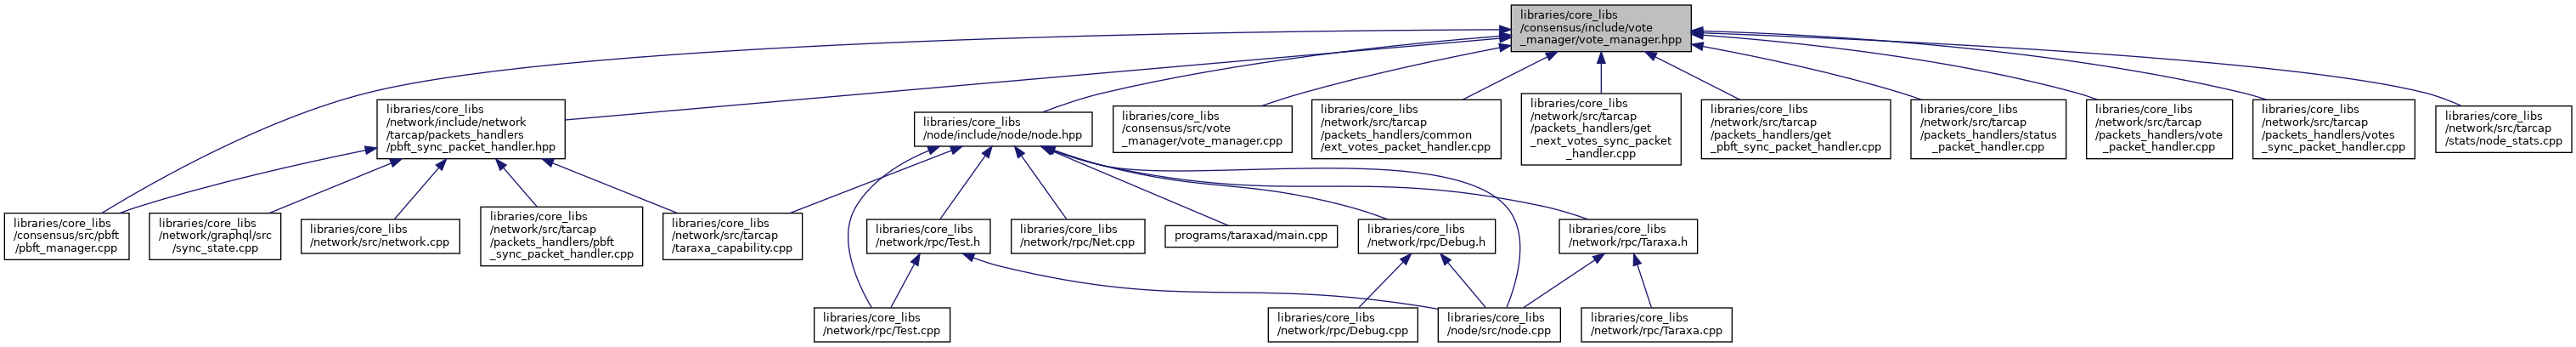 libraries/core_libs
/consensus/include/vote
_manager/vote_manager.hpp
libraries/core_libs
/network/include/network
/tarcap/packets_handlers
/pbft_sync_packet_handler.hpp
libraries/core_libs
/node/include/node/node.hpp
libraries/core_libs
/consensus/src/vote
_manager/vote_manager.cpp
libraries/core_libs
/network/src/tarcap
/packets_handlers/common
/ext_votes_packet_handler.cpp
libraries/core_libs
/network/src/tarcap
/packets_handlers/get
_next_votes_sync_packet
_handler.cpp
libraries/core_libs
/network/src/tarcap
/packets_handlers/get
_pbft_sync_packet_handler.cpp
libraries/core_libs
/network/src/tarcap
/packets_handlers/status
_packet_handler.cpp
libraries/core_libs
/network/src/tarcap
/packets_handlers/vote
_packet_handler.cpp
libraries/core_libs
/network/src/tarcap
/packets_handlers/votes
_sync_packet_handler.cpp
libraries/core_libs
/network/src/tarcap
/stats/node_stats.cpp
libraries/core_libs
/consensus/src/pbft
/pbft_manager.cpp
libraries/core_libs
/network/graphql/src
/sync_state.cpp
libraries/core_libs
/network/src/network.cpp
libraries/core_libs
/network/src/tarcap
/packets_handlers/pbft
_sync_packet_handler.cpp
libraries/core_libs
/network/src/tarcap
/taraxa_capability.cpp
libraries/core_libs
/network/rpc/Test.h
libraries/core_libs
/network/rpc/Net.cpp
programs/taraxad/main.cpp
libraries/core_libs
/network/rpc/Debug.h
libraries/core_libs
/network/rpc/Taraxa.h
libraries/core_libs
/network/rpc/Test.cpp
libraries/core_libs
/network/rpc/Debug.cpp
libraries/core_libs
/node/src/node.cpp
libraries/core_libs
/network/rpc/Taraxa.cpp